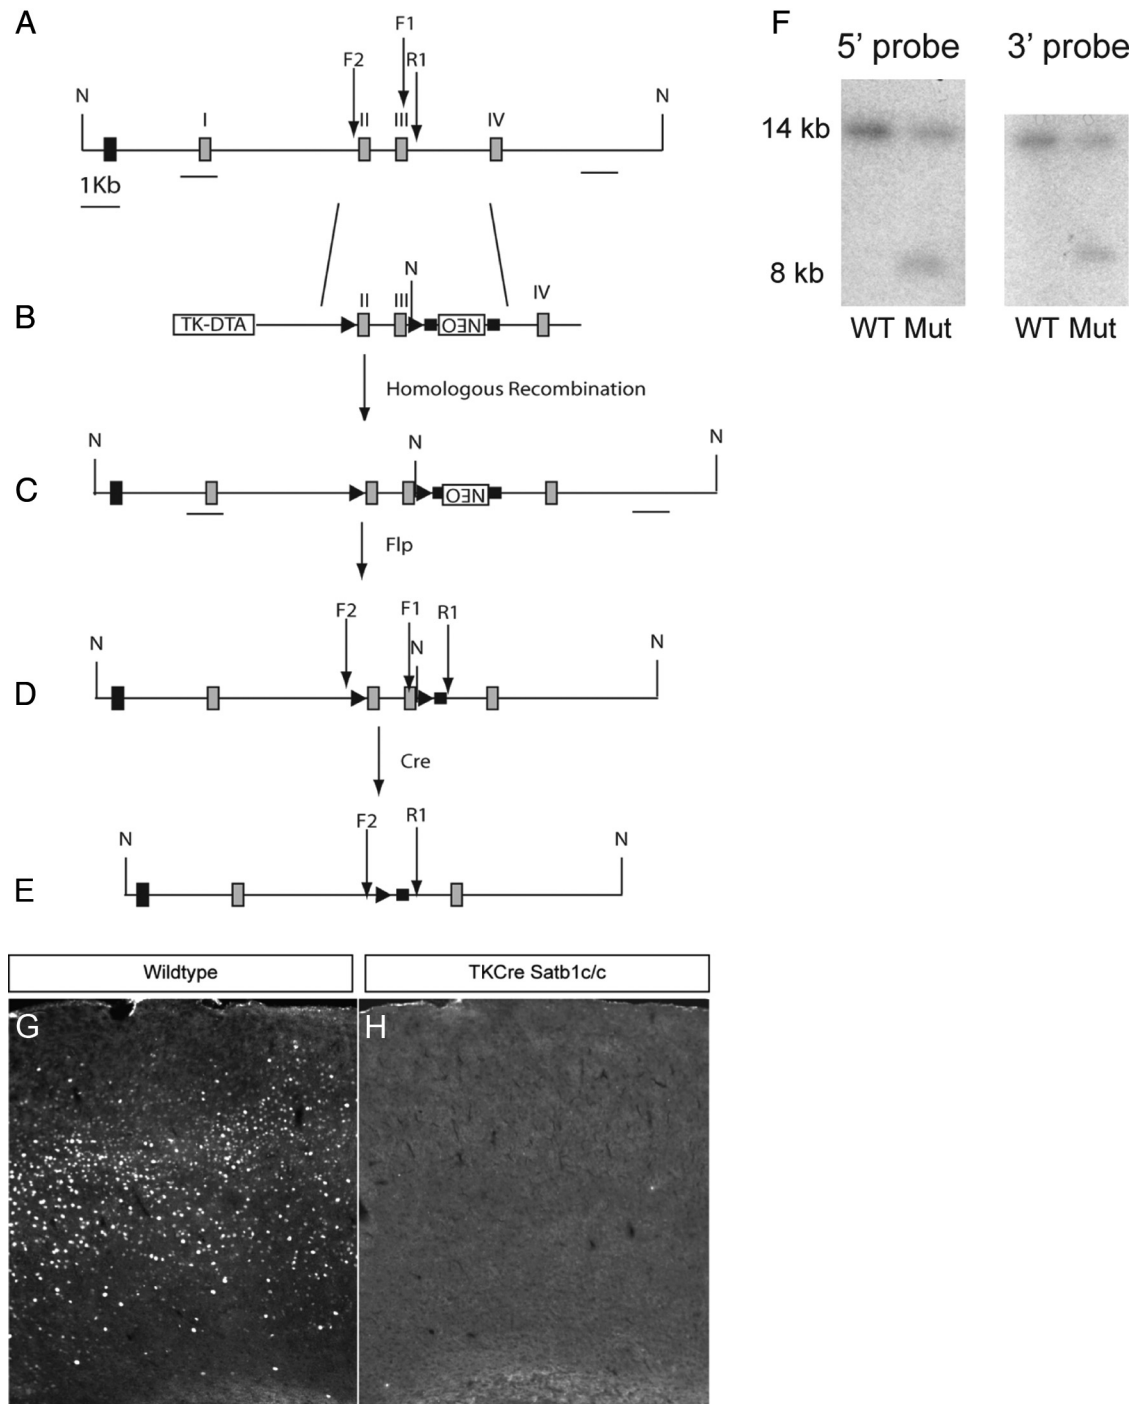 A
F1
F2 R1
N N
I II III IV
1Kb
F
5' probe 3' probe
14 kb
8 kb
WT Mut WT Mut
B
N
II III IV
TK-DTA NEO
Homologous Recombination
C
N N N
NEO
Flp
D
F2 F1 R1
N N N
Cre
E
F2 R1
N N
Wildtype TKCre Satb1c/c
G H